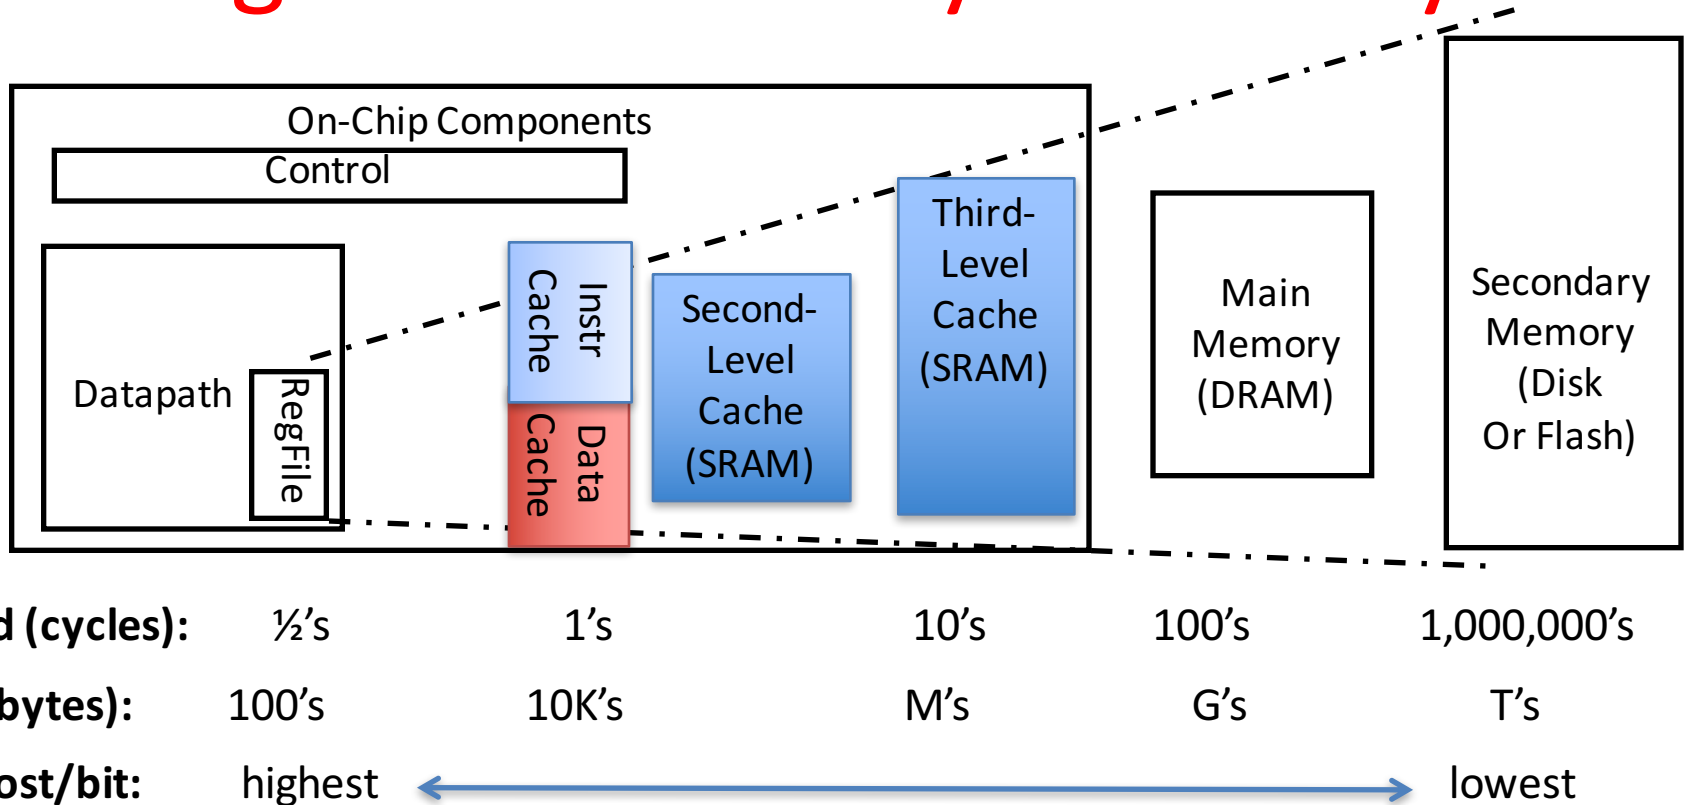 On-Chip Components
Control
Datapath
RegFile
Instr
Cache
Data
Cache
Second-
Level
Cache
(SRAM)
Third-
Level
Cache
(SRAM)
Main
Memory
(DRAM)
Secondary
Memory
(Disk
Or Flash)
(cycles): ½’s 1’s 10’s 100’s 1,000,000’s
bytes): 100’s 10K’s M’s G’s T’s
ost/bit: highest lowest